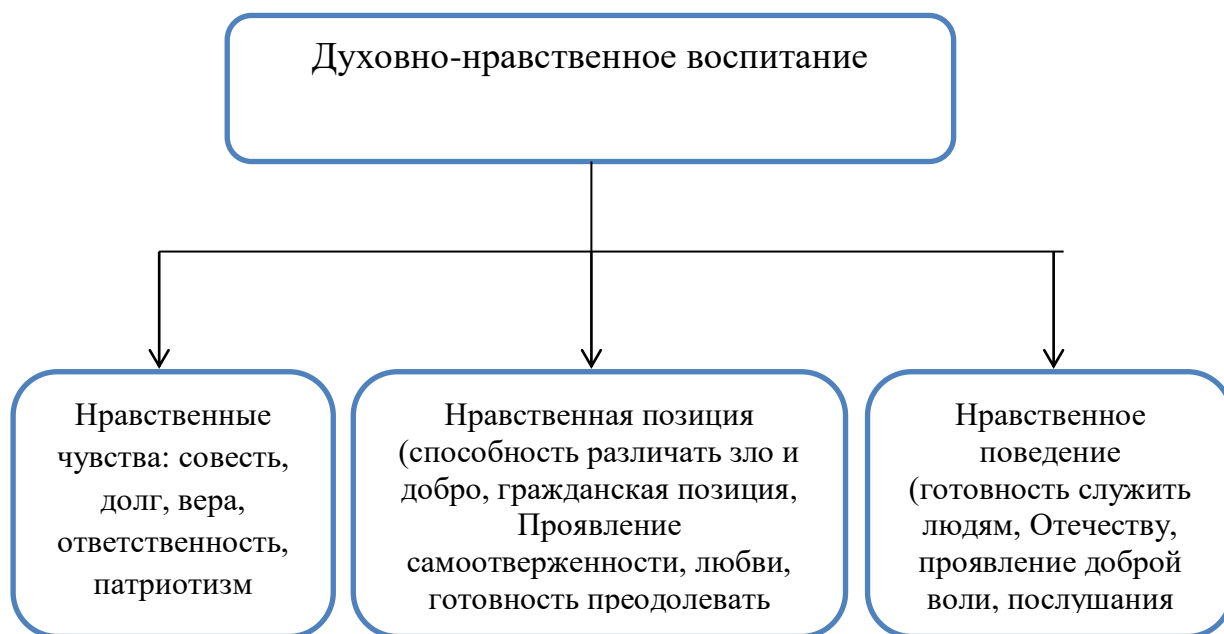 Духовно-нравственное воспитание
Нравственные
чувства: совесть,
долг, вера,
ответственность,
патриотизм
Нравственная позиция
(способность различать зло и
добро, гражданская позиция,
Проявление
самоотверженности, любви,
готовность преодолевать
Нравственное
поведение
(готовность служить
людям, Отечеству,
проявление доброй
воли, послушания